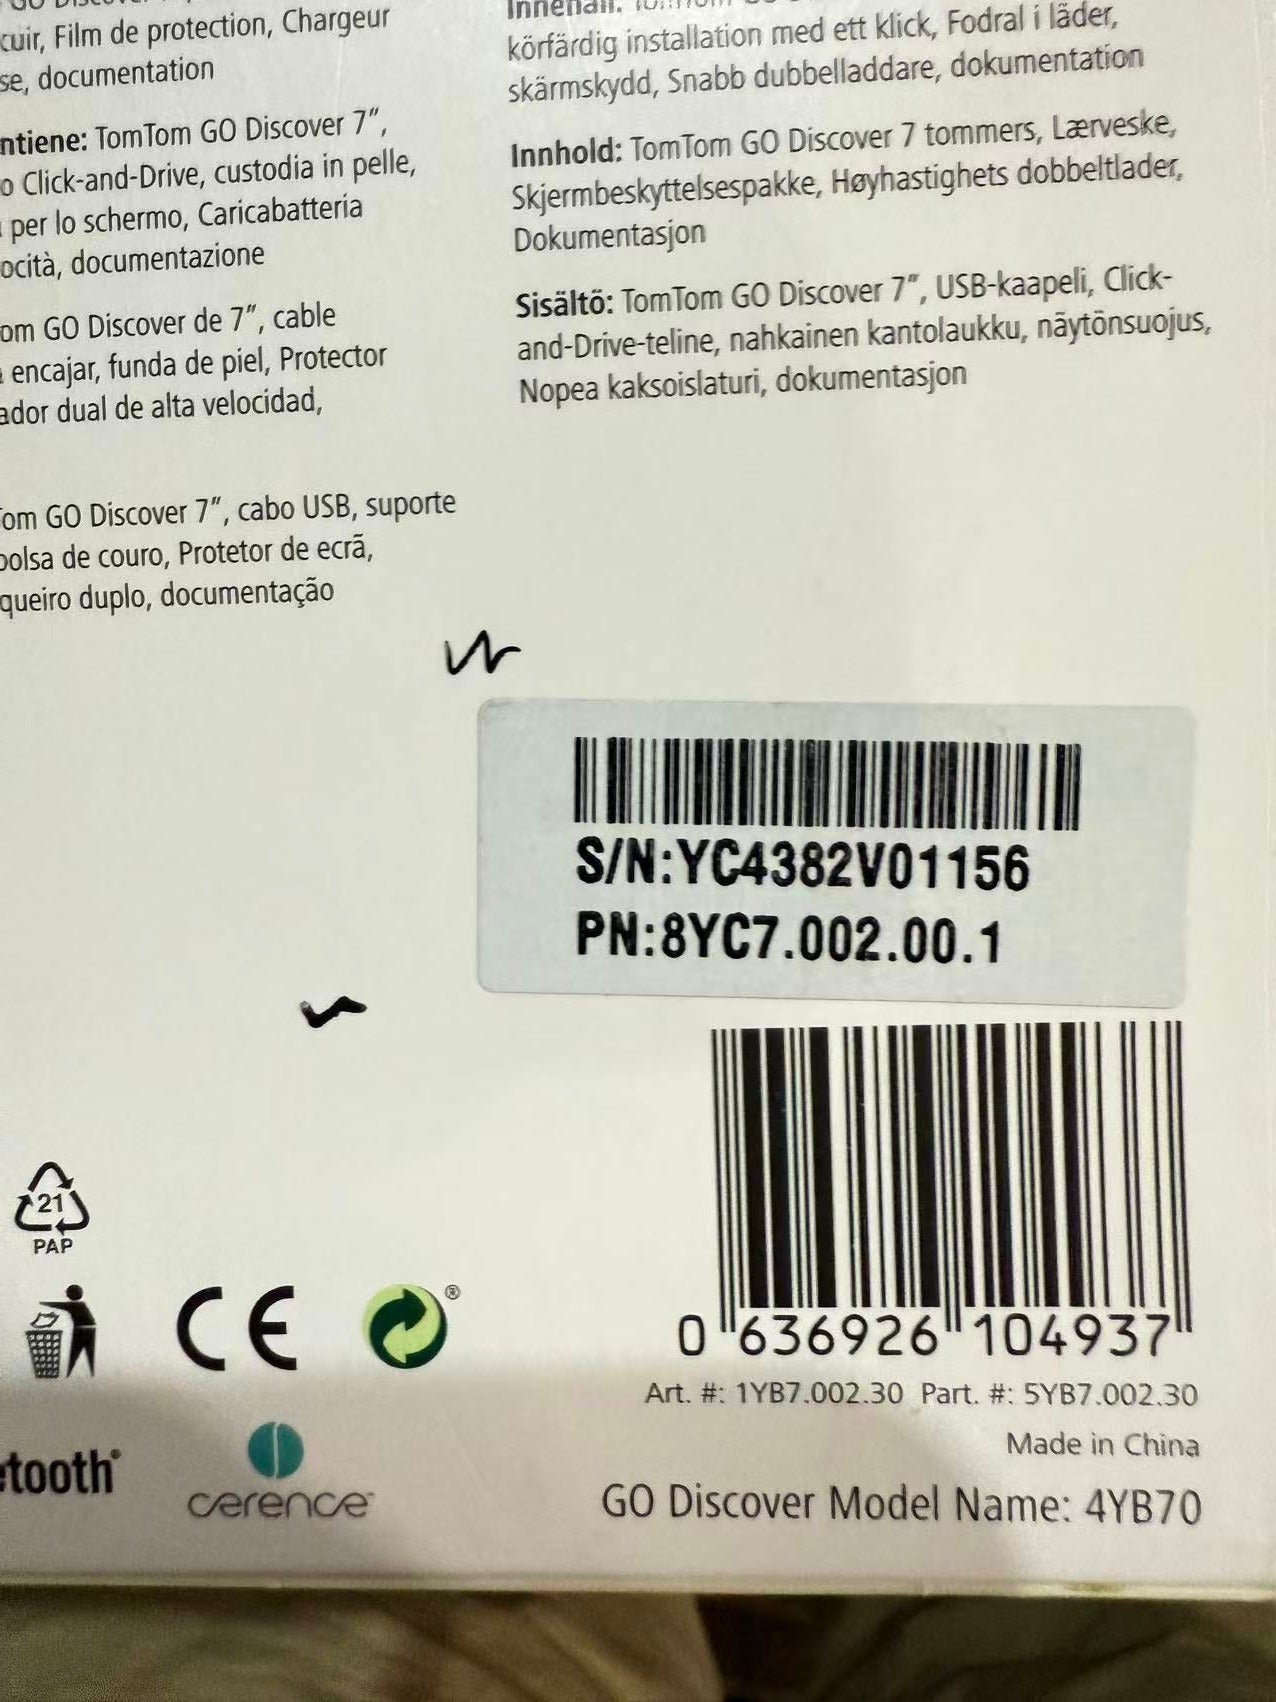 cuir, Film de protection, Chargeur
se, documentation
ntiene: TomTom GO Discover 7",
o Click-and-Drive, custodia in pelle,
per lo schermo, Caricabatteria
ocità, documentazione
om GO Discover de 7", cable
encajar, funda de piel, Protector
ador dual de alta velocidad,
om GO Discover 7", cabo USB, suporte
bolsa de couro, Protetor de ecrã,
queiro duplo, documentação
Innehåll:
körfärdig installation med ett klick, Fodral i läder,
skärmskydd, Snabb dubbelladdare, dokumentation
Innhold: TomTom GO Discover 7 tommers, Lærveske,
Skjermbeskyttelsespakke, Høyhastighets dobbeltlader,
Dokumentasjon
Sisältö: TomTom GO Discover 7", USB-kaapeli, Click-
and-Drive-teline, nahkainen kantolaukku, näytönsuojus,
Nopea kaksoislaturi, dokumentasjon
S/N:YC4382V01156
PN:8YC7.002.00.1
21
PAP
CE
®
0 636926 104937
Art. #: 1YB7.002.30 Part. #: 5YB7.002.30
Made in China
etooth®
cerence™
GO Discover Model Name: 4YB70